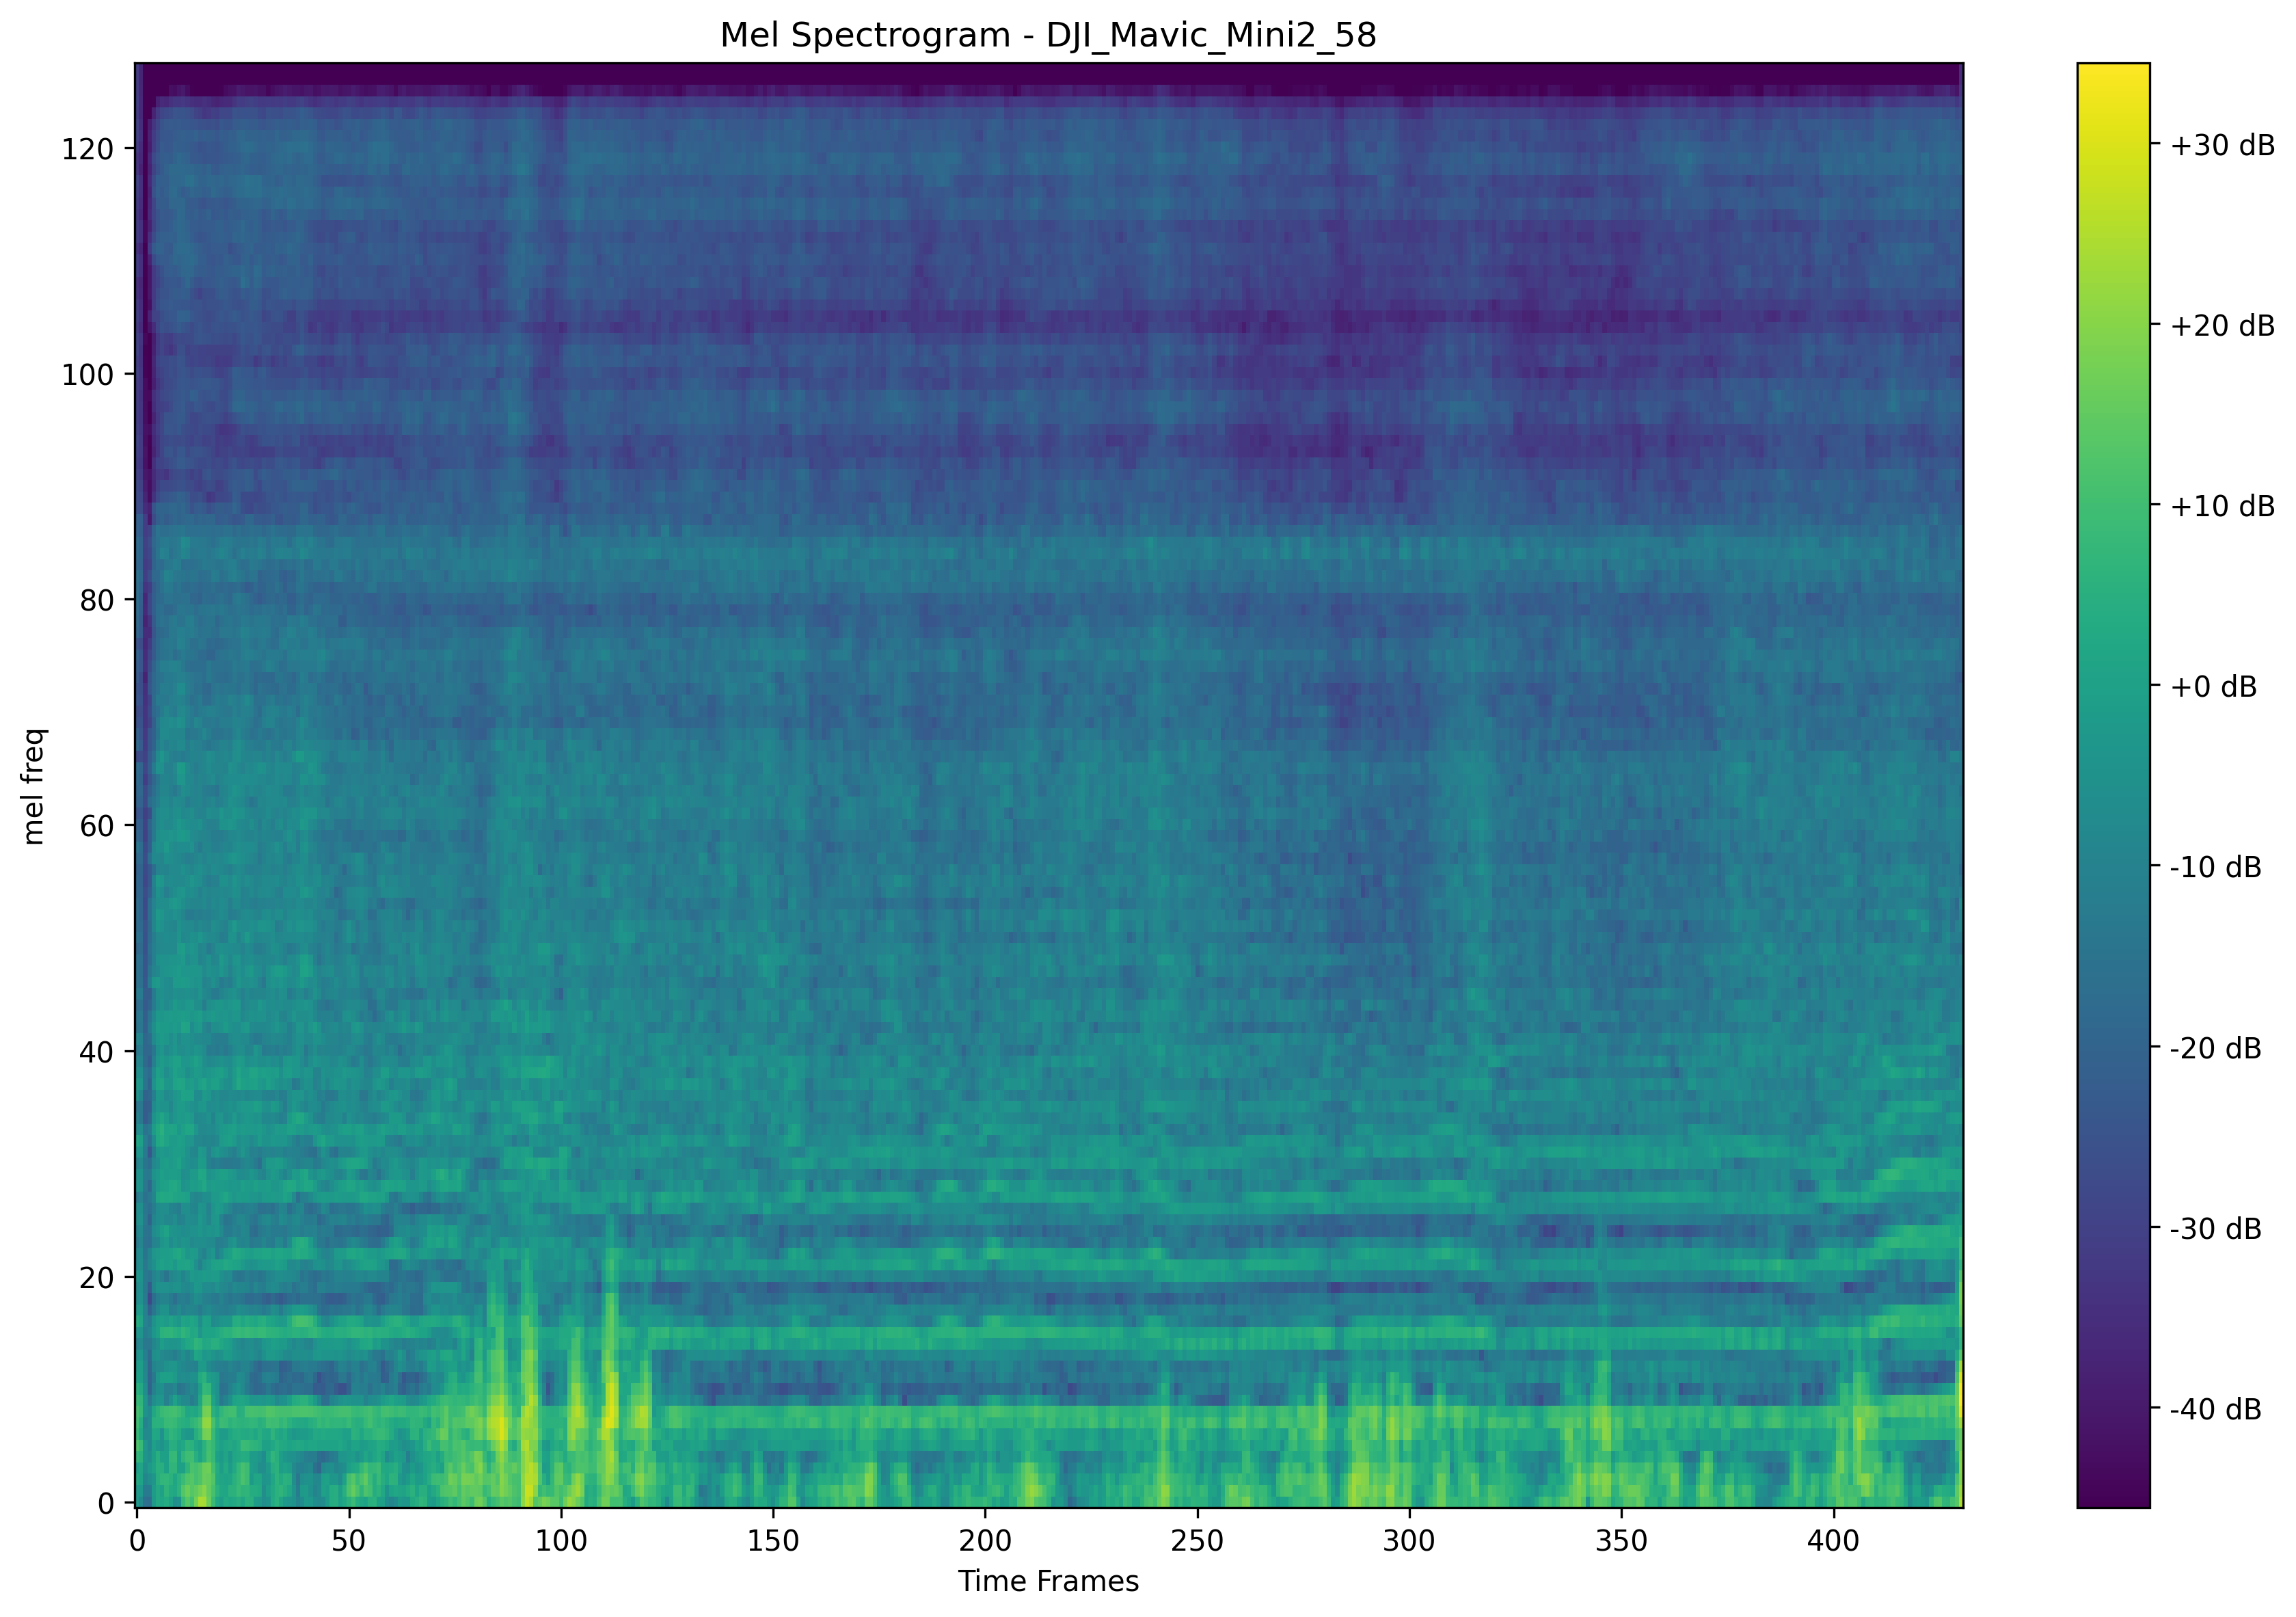 Mel Spectrogram - DJI_Mavic_Mini2_58
mel freq
120
100
80
60
40
20
0
0 50 100 150 200 250 300 350 400
Time Frames
+30 dB
+20 dB
+10 dB
+0 dB
-10 dB
-20 dB
-30 dB
-40 dB